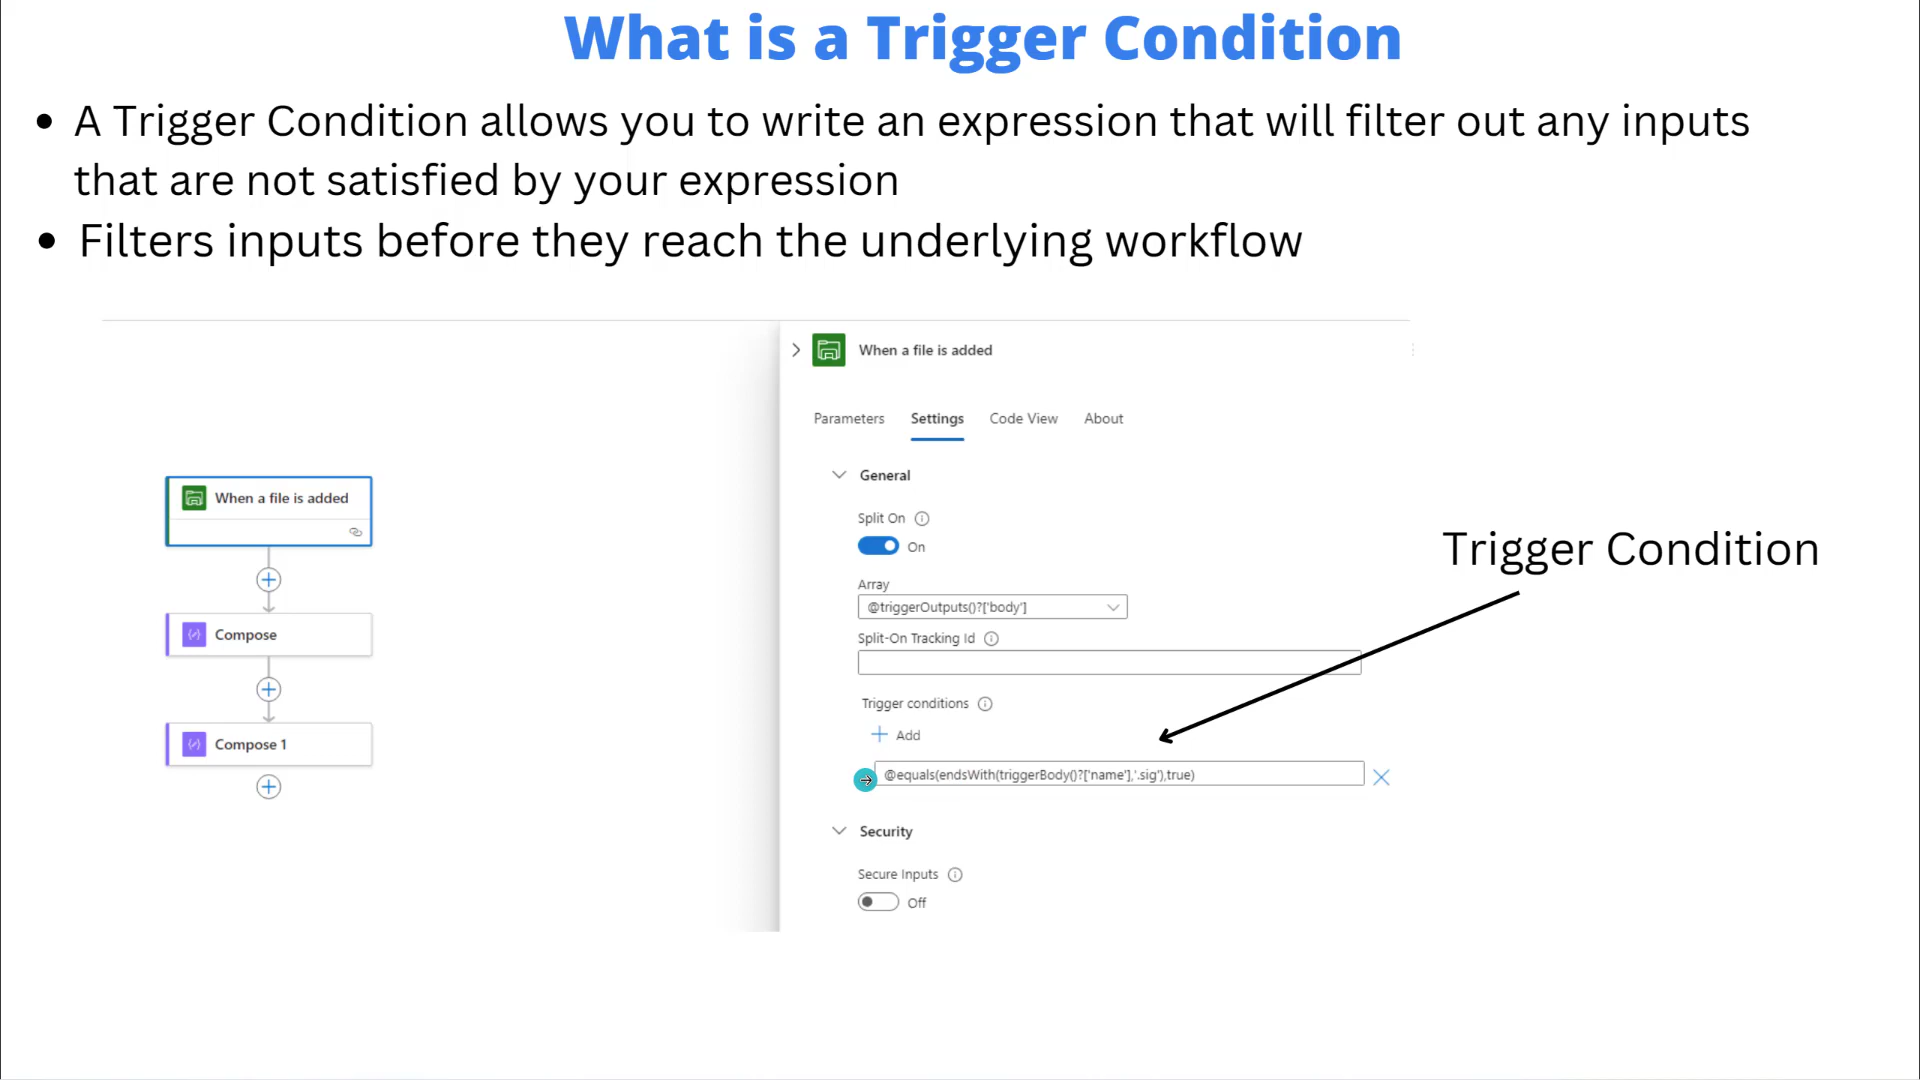 What is a Trigger Condition
• A Trigger Condition allows you to write an expression that will filter out any inputs
that are not satisfied by your expression
• Filters inputs before they reach the underlying workflow
When a file is added
Parameters Settings Code View About
General
When a file is added
Split On
On
Trigger Condition
Array
@triggerOutputs()?['body']
Compose
Split-On Tracking Id
Trigger conditions
Add
Compose 1
@equals(endsWith(triggerBody()?['name'],'.sig'),true)
Security
Secure Inputs
Off